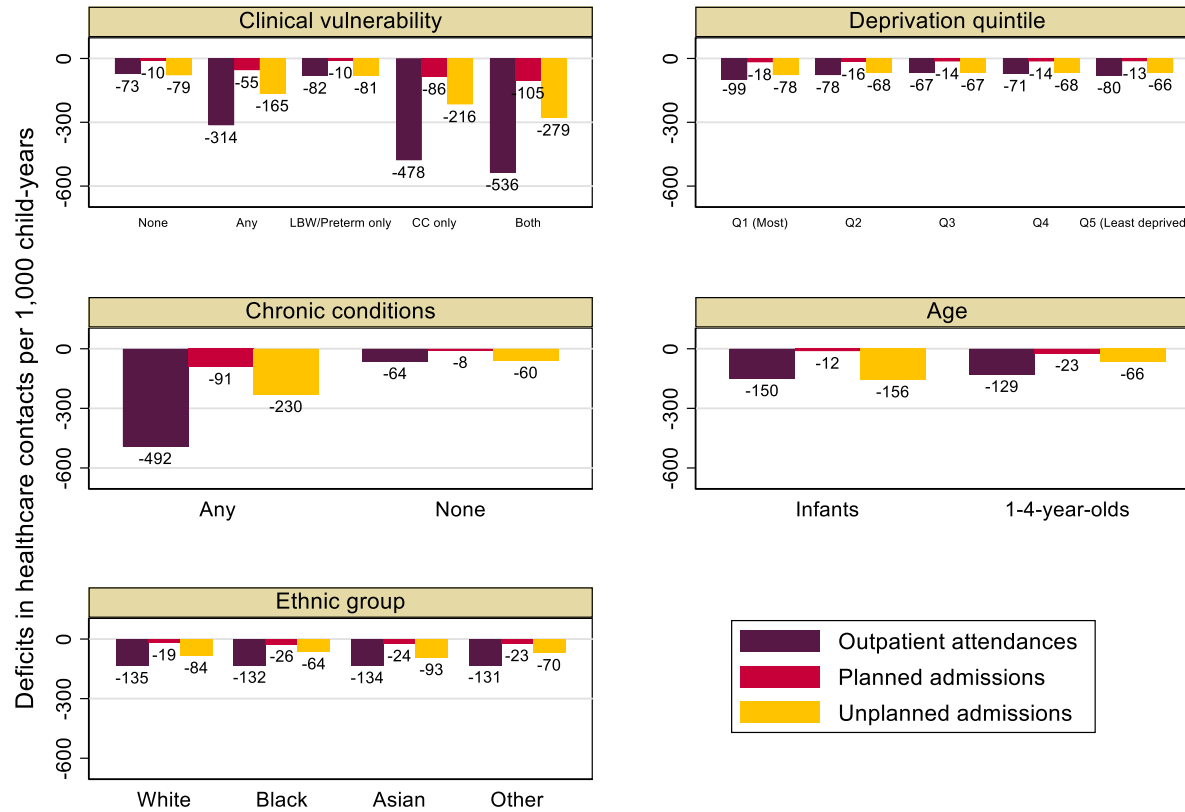 Deficits in healthcare contacts per 1,000 child-years
Clinical vulnerability
0
-300
-600
-73 -10 -79 -314 -55 -165 -82 -10 -81 -478 -86 -216 -536 -105 -279
None Any LBW/Preterm only CC only Both
Deprivation quintile
0
-300
-600
-99 -18 -78 -78 -16 -68 -67 -14 -67 -71 -14 -68 -80 -13 -66
Q1 (Most) Q2 Q3 Q4 Q5 (Least deprived
Chronic conditions
0
-300
-600
-492 -91 -230 -64 -8 -60
Any None
Age
0
-300
-600
-150 -12 -156 -129 -23 -66
Infants 1-4-year-olds
Ethnic group
0
-300
-600
-135 -19 -84 -132 -26 -64 -134 -24 -93 -131 -23 -70
White Black Asian Other
Outpatient attendances
Planned admissions
Unplanned admissions